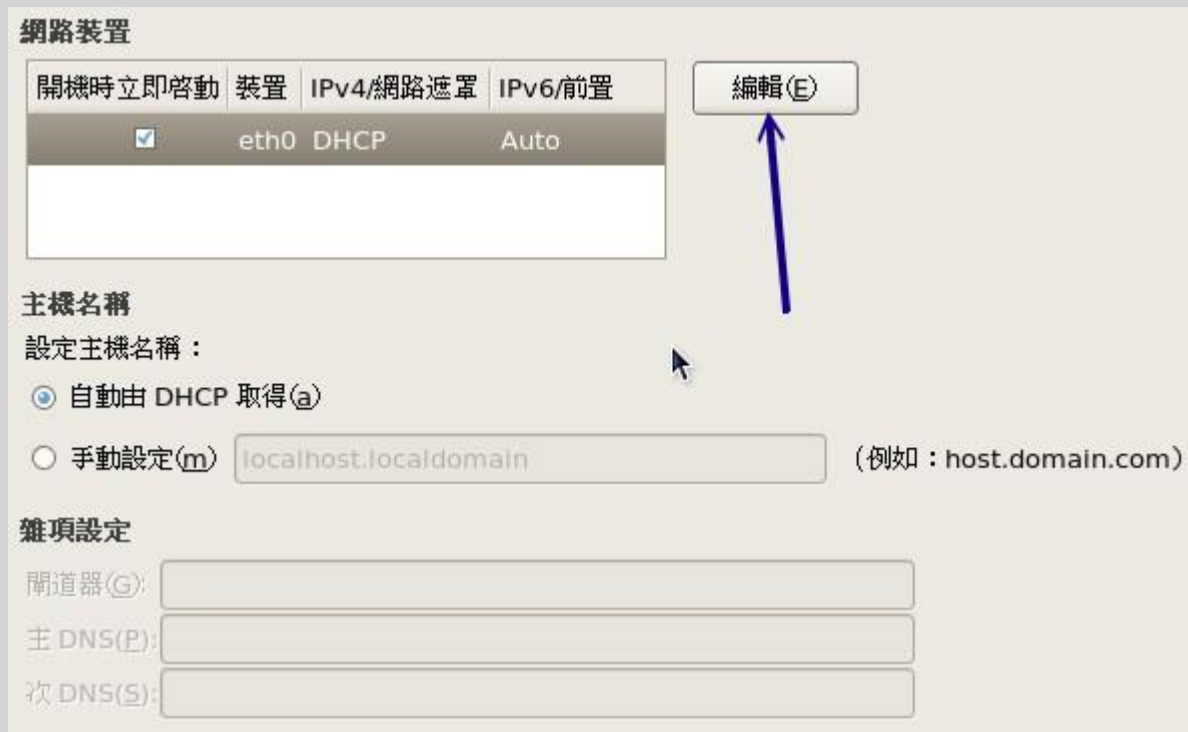 網路裝置
開機時立即啓動 裝置 IPv4/網路遮罩 IPv6/前置 編輯(E)
eth0 DHCP Auto
主機名稱
設定主機名稱：
自動由 DHCP 取得(a)
手動設定(m) localhost.localdomain (例如：host.domain.com)
雜項設定
閘道器(G):
主 DNS(P):
次 DNS(S):